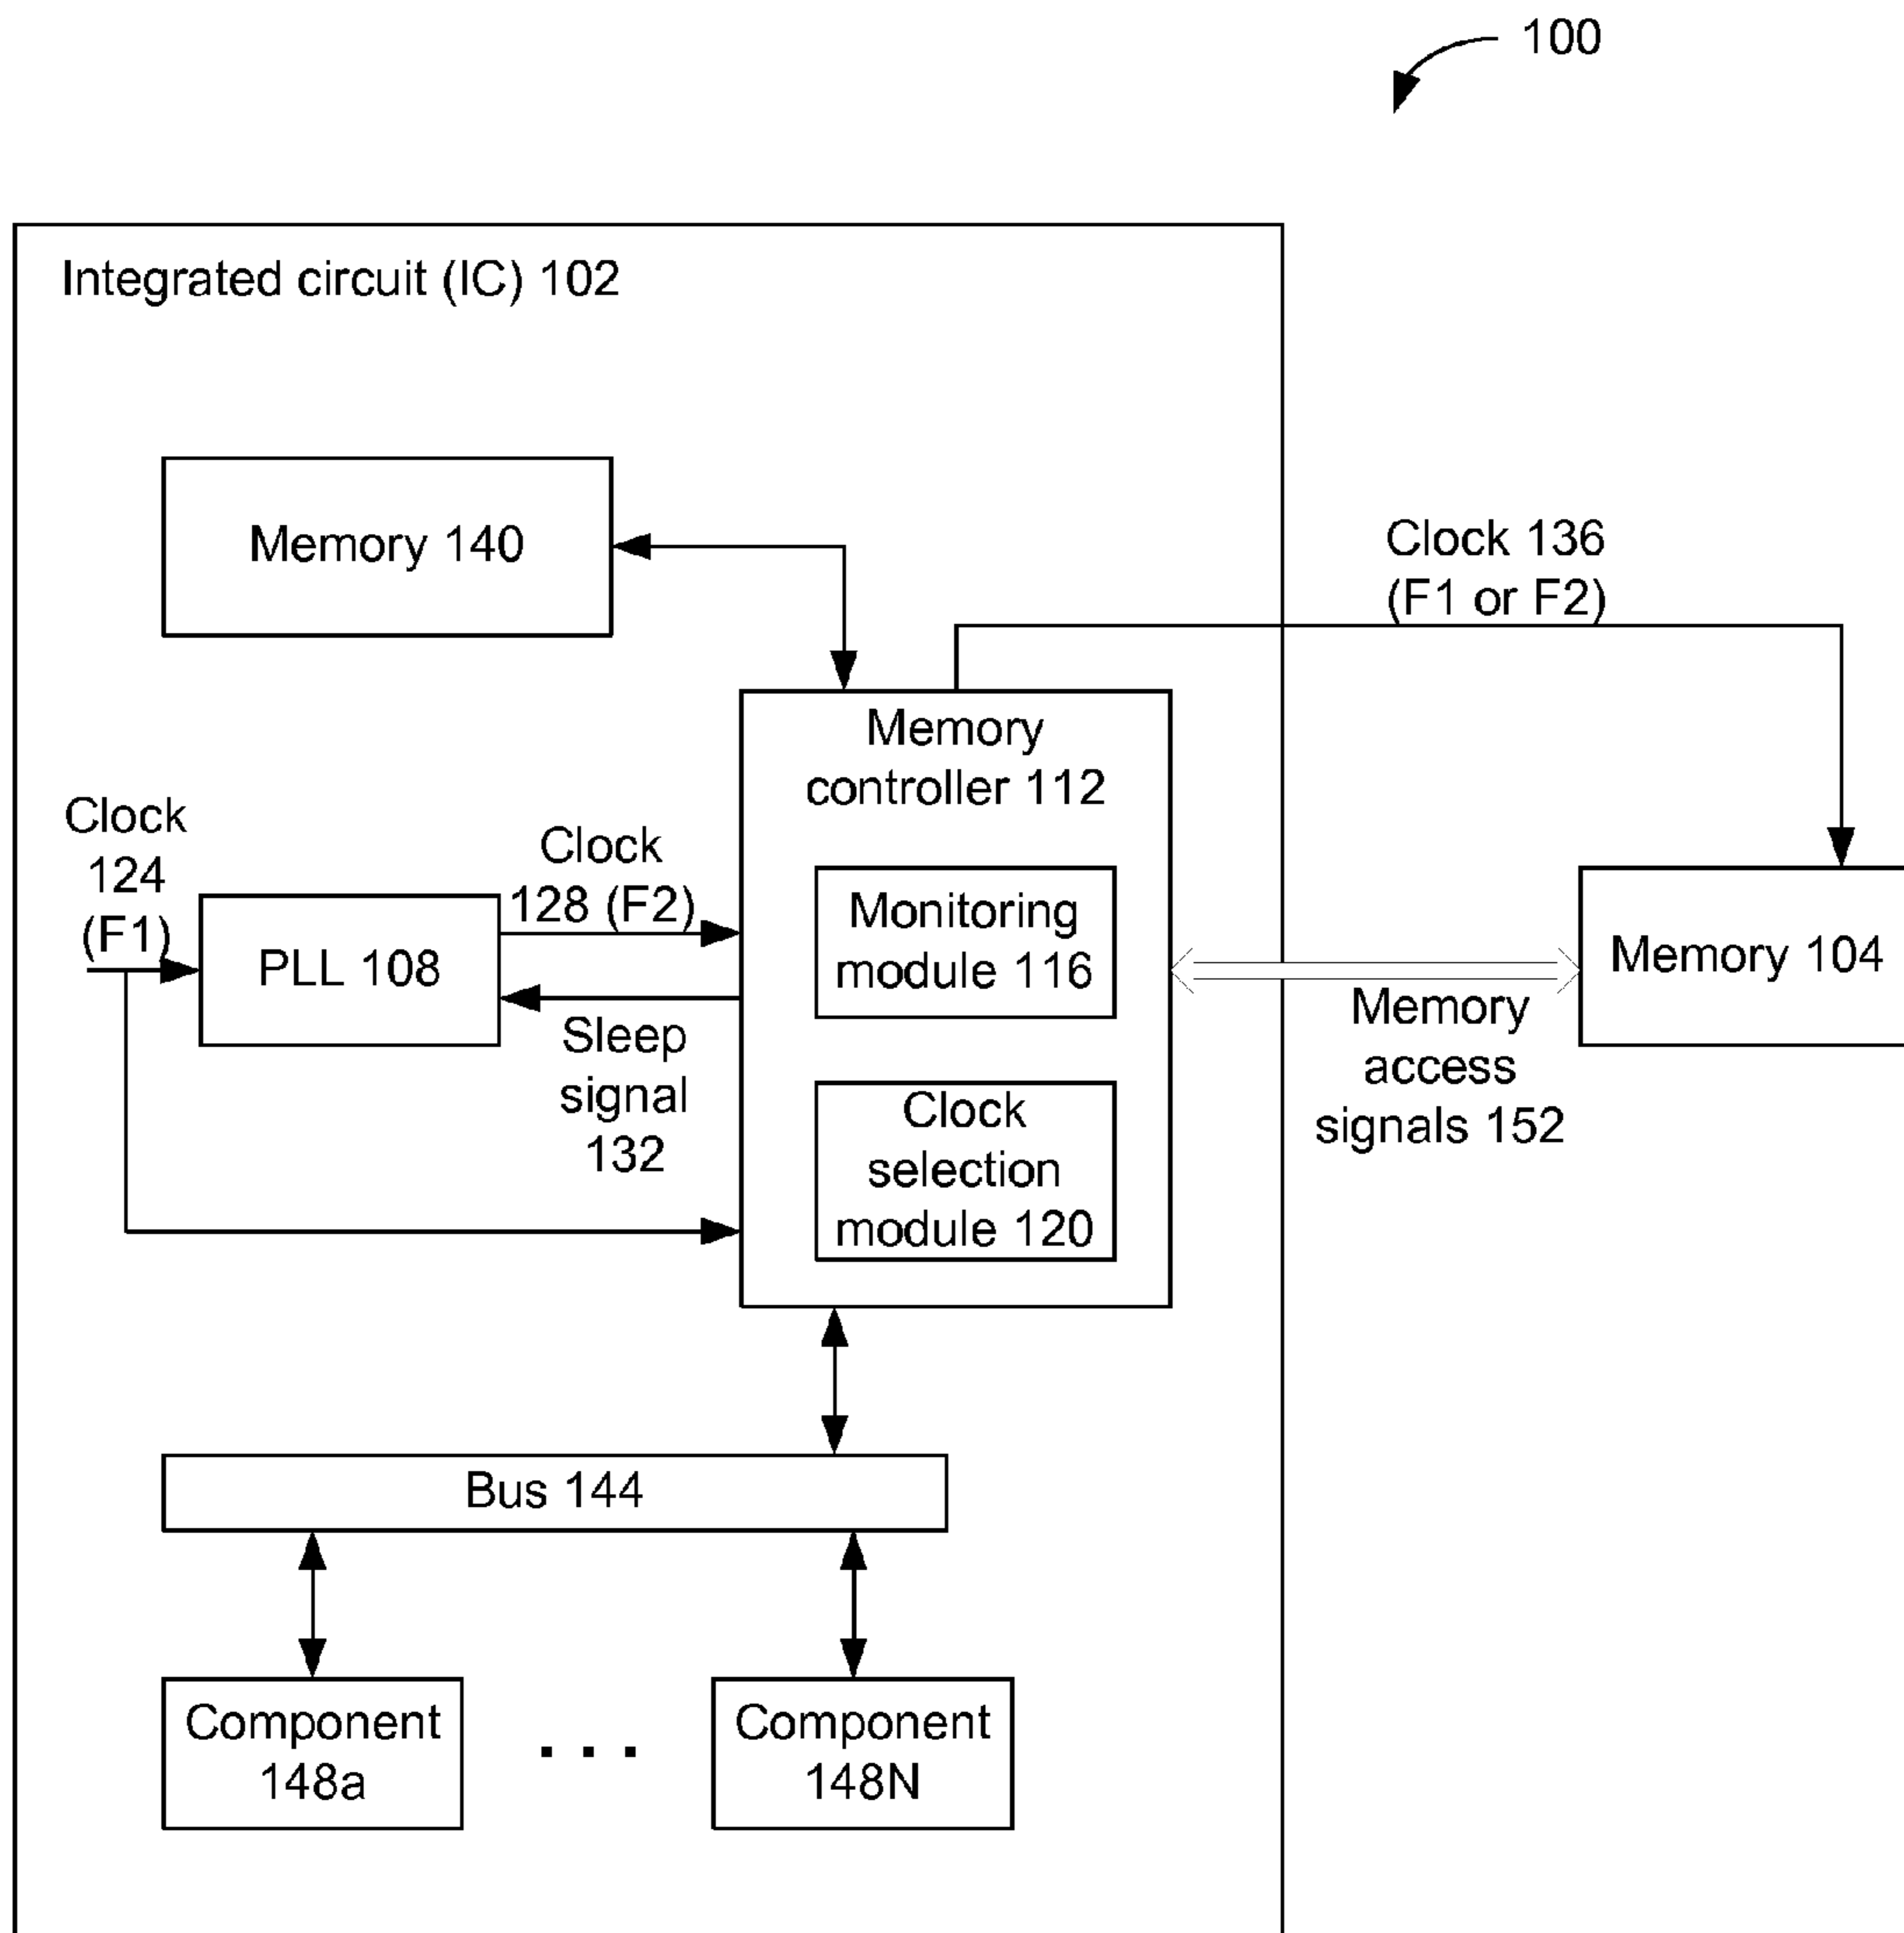 100
Integrated circuit (IC) 102
Memory 140
Clock 136
(F1 or F2)
Memory
controller 112
Clock
124
(F1)
Clock
128 (F2)
PLL 108
Monitoring
module 116
Memory 104
Sleep
signal
132
Memory
access
signals 152
Clock
selection
module 120
Bus 144
Component
148a
. . .
Component
148N